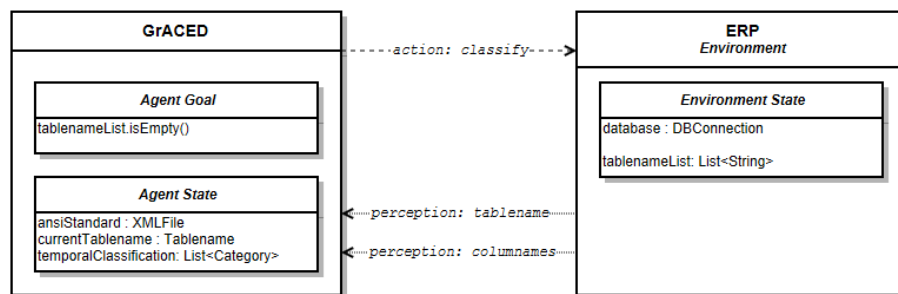 GrACED
Agent Goal
tablenameList.isEmpty()
Agent State
ansiStandard : XMLFile
currentTablename : Tablename
temporalClassification: List<Category>
action: classify
perception: tablename
perception: columnames
ERP
Environment
Environment State
database : DBConnection
tablenameList: List<String>